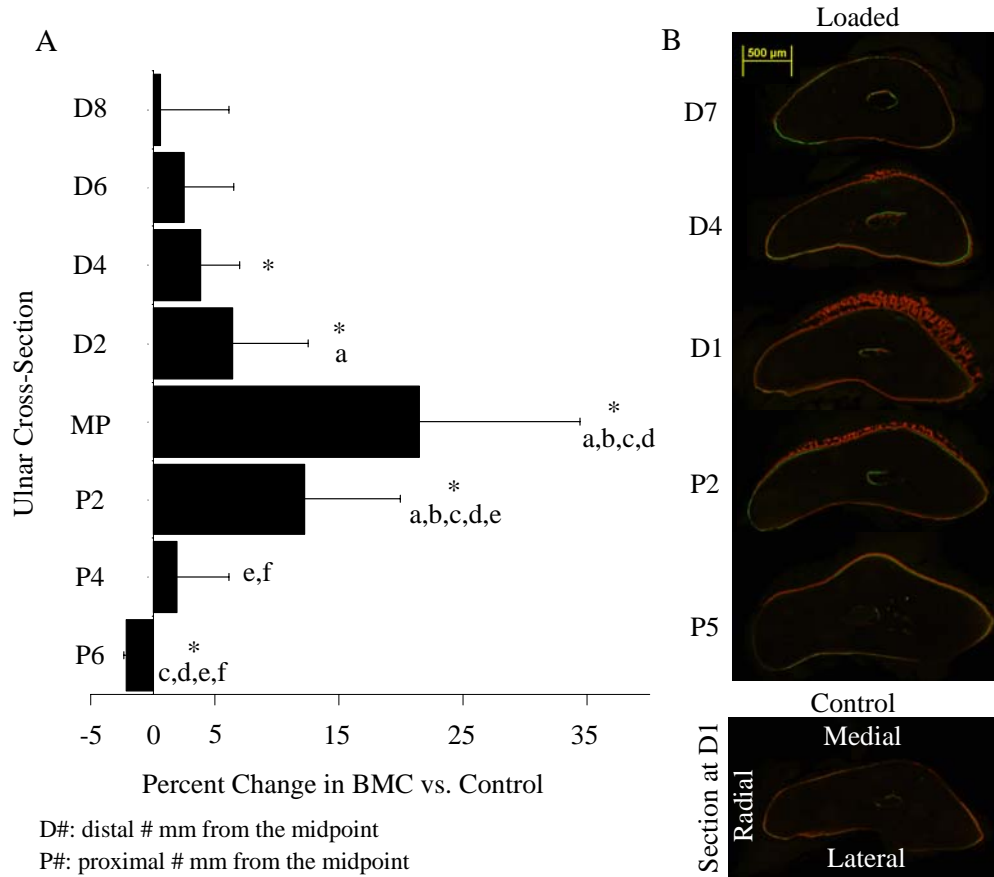 A
Ulnar Cross-Section
D8
D6
D4
*
D2
*
a
MP
*
a,b,c,d
P2
*
a,b,c,d,e
P4
e,f
P6
*
c,d,e,f
-5 0 5 15 25 35
Percent Change in BMC vs. Control
D#: distal # mm from the midpoint
P#: proximal # mm from the midpoint
B
Loaded
500 µm
D7
D4
D1
P2
P5
Control
Section at D1
Radial
Medial
Lateral